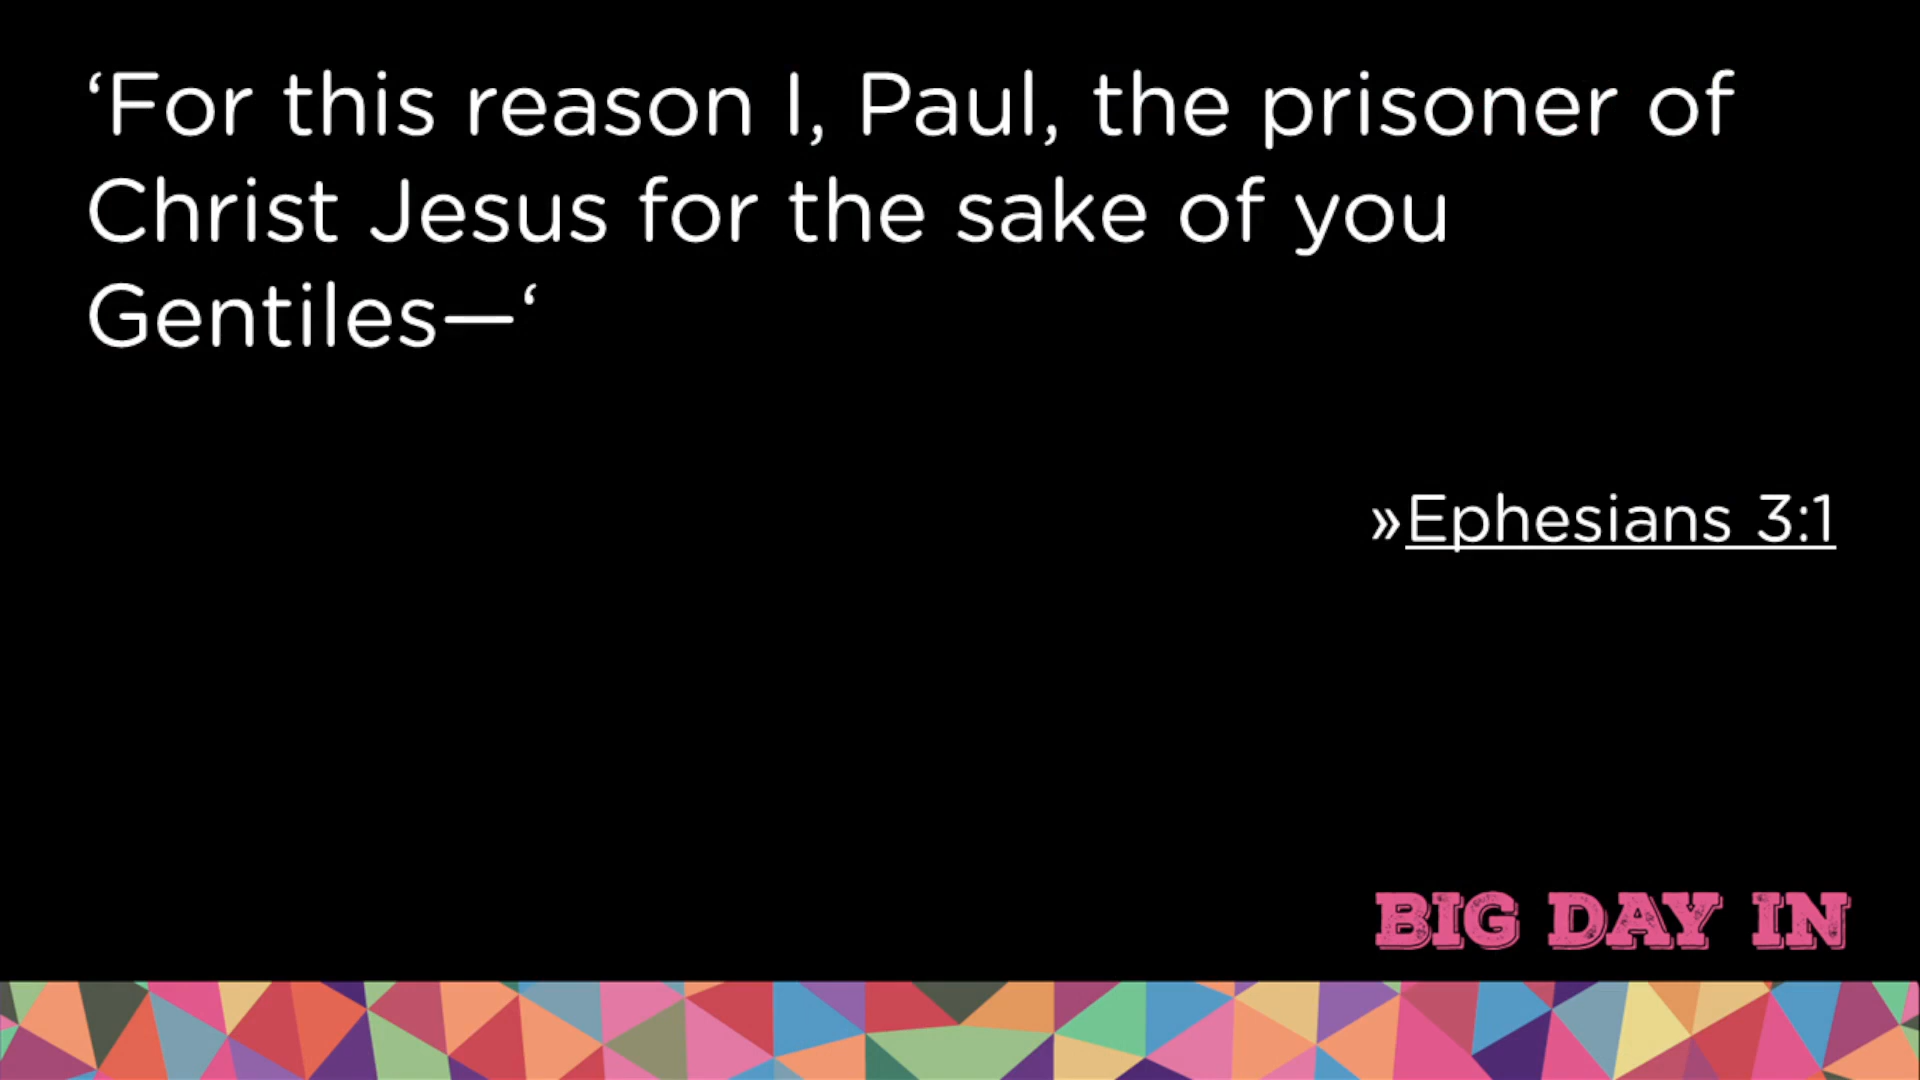 ‘For this reason I, Paul, the prisoner of
Christ Jesus for the sake of you
Gentiles—‘
»Ephesians 3:1
BIG DAY IN